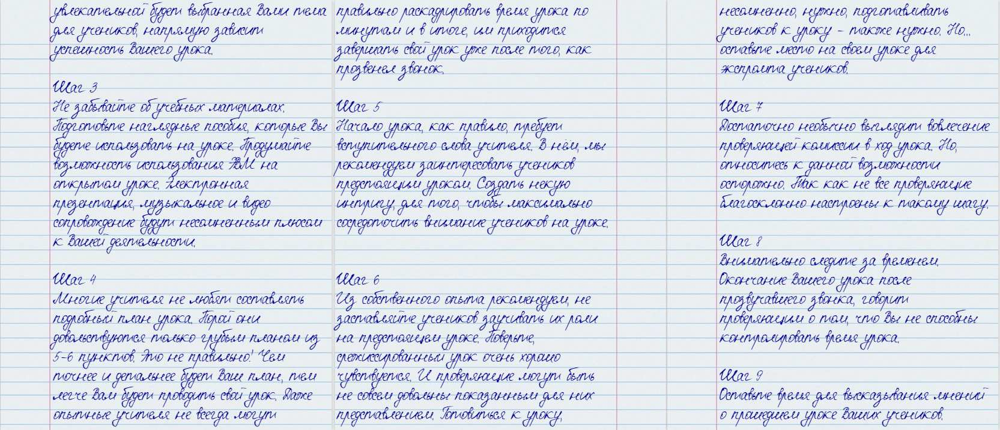 увлекательной будет выбранная Вами тема
для учеников, напрямую зависит
успешность Вашего урока.
Шаг 3
Не забывайте об учебных материалах.
Подготовьте наглядные пособия, которые Вы
будете использовать на уроке. Продумайте
возможность использования ЭВМ на
открытом уроке. Электронная
презентация, музыкальное и видео
сопровождение будут несомненным плюсом
к Вашей деятельности.
Шаг 4
Многие учителя не любят составлять
подробный план урока. Порой они
довольствуются только грубым планом из
5-6 пунктов. Это не правильно! Чем
точнее и детальнее будет Ваш план, тем
легче Вам будет проводить свой урок. Даже
опытные учителя не всегда могут
правильно раскадрировать время урока по
минутам и в итоге, им приходится
завершать свой урок уже после того, как
прозвенел звонок.
Шаг 5
Начало урока, как правило, требует
вступительного слова учителя. В нём, мы
рекомендуем заинтересовать учеников
предстоящим уроком. Создать некую
интригу, для того, чтобы максимально
сосредоточить внимание учеников на уроке.
Шаг 6
Из собственного опыта рекомендуем, не
заставляйте учеников заучивать их роли
на предстоящем уроке. Поверьте,
срежиссированный урок очень хорошо
чувствуется. И проверяющие могут быть
не совсем довольны показанным для них
представлением. Готовиться к уроку,
несомненно, нужно, подготавливать
учеников к уроку – также нужно. Но...
оставьте место на своем уроке для
экспромта учеников.
Шаг 7
Достаточно необычно выглядит вовлечение
проверяющей комиссии в ход урока. Но,
относитесь к данной возможности
осторожно. Так как не все проверяющие
благосклонно настроены к такому шагу.
Шаг 8
Внимательно следите за временем.
Окончание Вашего урока после
прозвучавшего звонка, говорит
проверяющим о том, что Вы не способны
контролировать время урока.
Шаг 9
Оставьте время для высказывания мнений
о прошедшем уроке Ваших учеников.